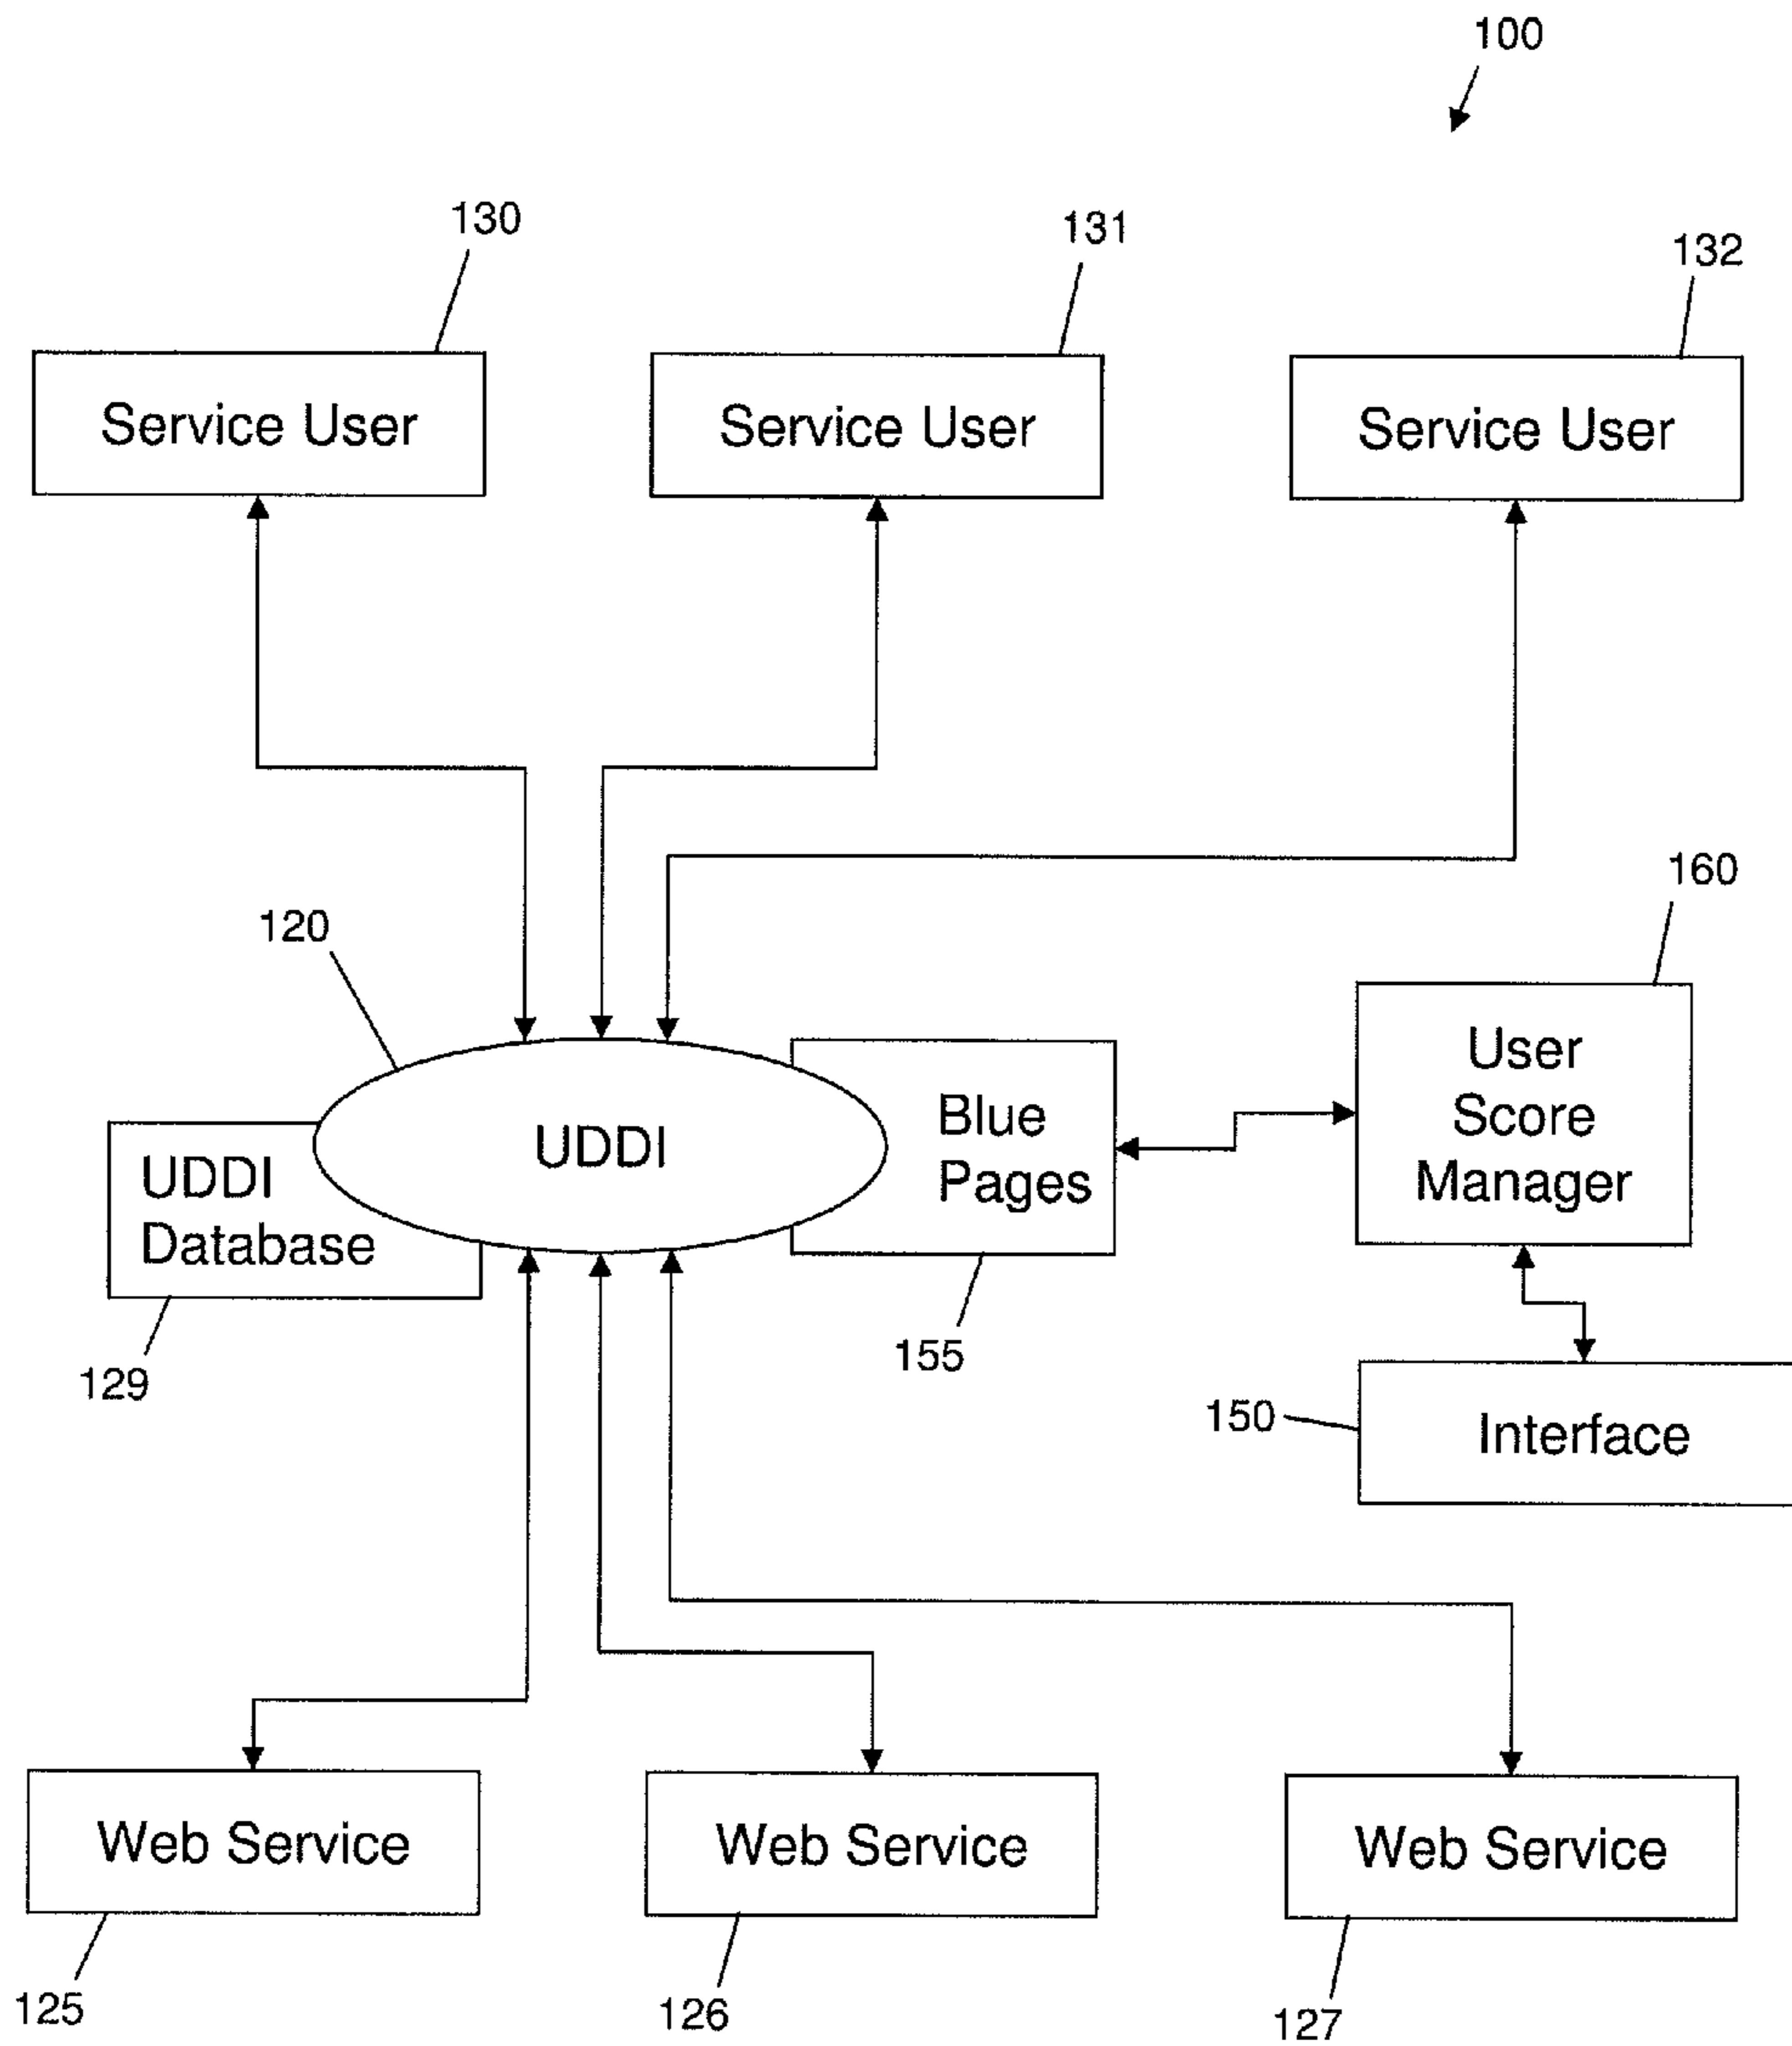 100
130
131
132
Service User
Service User
Service User
160
120
User
Score
Manager
Blue
Pages
UDDI
UDDI
Database
155
129
150
Interface
Web Service
Web Service
Web Service
125
126
127